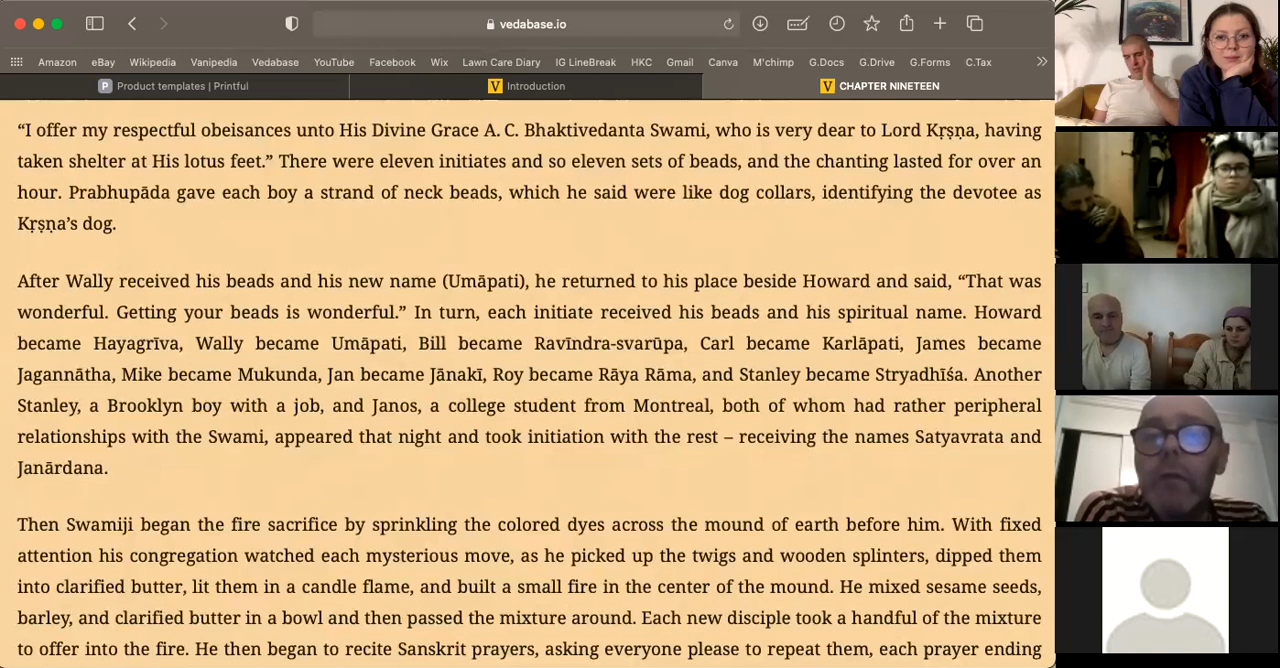 vedabase.io
Amazon eBay Wikipedia Vanipedia Vedabase YouTube Facebook Wix Lawn Care Diary IG LineBreak HKC Gmail Canva M'chimp G.Docs G.Drive G.Forms C.Tax
P Product templates | Printful V Introduction V CHAPTER NINETEEN
“I offer my respectful obeisances unto His Divine Grace A. C. Bhaktivedanta Swami, who is very dear to Lord Kṛṣṇa, having
taken shelter at His lotus feet.” There were eleven initiates and so eleven sets of beads, and the chanting lasted for over an
hour. Prabhupāda gave each boy a strand of neck beads, which he said were like dog collars, identifying the devotee as
Kṛṣṇa’s dog.
After Wally received his beads and his new name (Umāpati), he returned to his place beside Howard and said, “That was
wonderful. Getting your beads is wonderful.” In turn, each initiate received his beads and his spiritual name. Howard
became Hayagrīva, Wally became Umāpati, Bill became Ravīndra-svarūpa, Carl became Karlāpati, James became
Jagannātha, Mike became Mukunda, Jan became Jānakī, Roy became Rāya Rāma, and Stanley became Stryadhīśa. Another
Stanley, a Brooklyn boy with a job, and Janos, a college student from Montreal, both of whom had rather peripheral
relationships with the Swami, appeared that night and took initiation with the rest – receiving the names Satyavrata and
Janārdana.
Then Swamiji began the fire sacrifice by sprinkling the colored dyes across the mound of earth before him. With fixed
attention his congregation watched each mysterious move, as he picked up the twigs and wooden splinters, dipped them
into clarified butter, lit them in a candle flame, and built a small fire in the center of the mound. He mixed sesame seeds,
barley, and clarified butter in a bowl and then passed the mixture around. Each new disciple took a handful of the mixture
to offer into the fire. He then began to recite Sanskrit prayers, asking everyone please to repeat them, each prayer ending